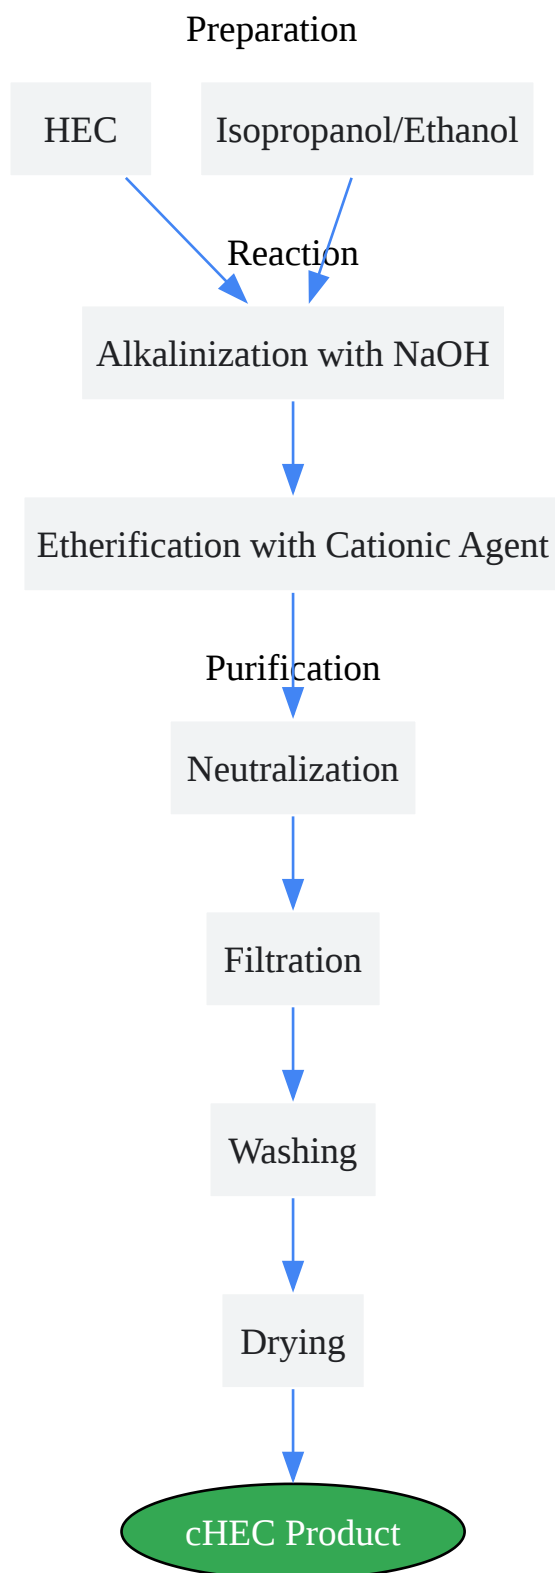 Preparation
HEC
Isopropanol/Ethanol
Reaction
Alkalinization with NaOH
Etherification with Cationic Agent
Purification
Neutralization
Filtration
Washing
Drying
cHEC Product